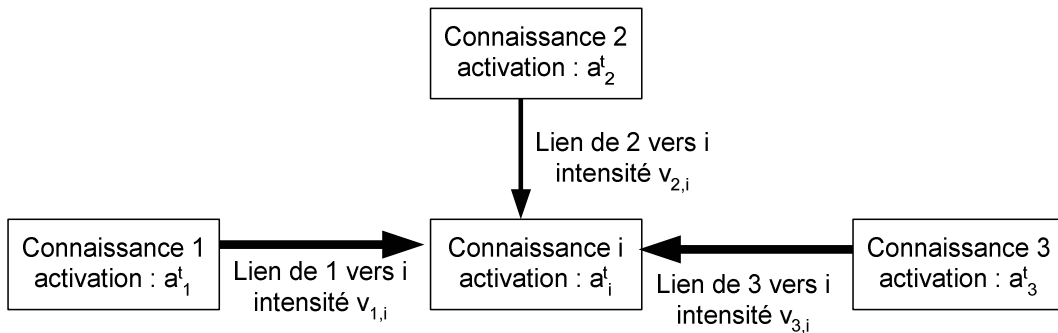 Connaissance 2
activation : aᵗ₂
Lien de 2 vers i
intensité v₂,ᵢ
Connaissance 1
activation : aᵗ₁
Lien de 1 vers i
intensité v₁,ᵢ
Connaissance i
activation : aᵗᵢ
Lien de 3 vers i
intensité v₃,ᵢ
Connaissance 3
activation : aᵗ₃